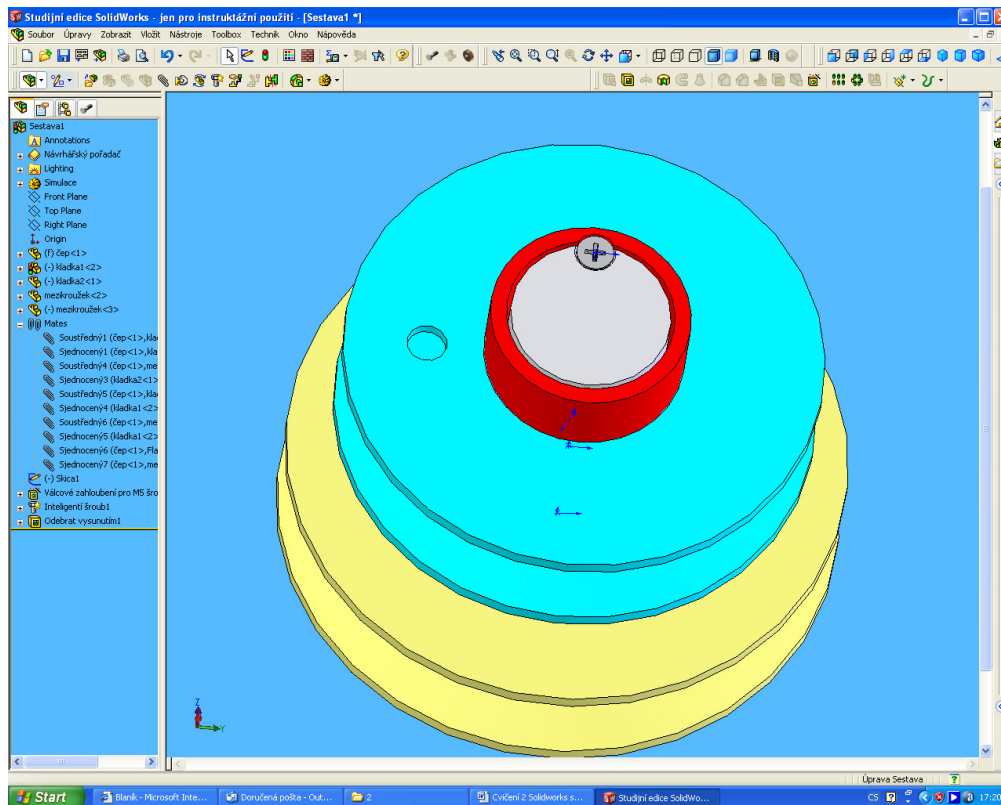 Studijní edice SolidWorks - jen pro instruktážní použití - [Sestava1 *]
Soubor Úpravy Zobrazit Vložit Nástroje Toolbox Technik Okno Nápověda
Sestava1
Annotations
Návrhářský pořadač
Lighting
Simulace
Front Plane
Top Plane
Right Plane
Origin
(f) čep<1>
(-) kladka1<2>
(-) kladka2<1>
mezikroužek<2>
(-) mezikroužek<3>
Mates
Soustředný1 (čep<1>,kla
Sjednocený1 (čep<1>,kla
Soustředný4 (čep<1>,me
Sjednocený3 (kladka2<1>
Soustředný5 (čep<1>,kla
Sjednocený4 (kladka1<2>
Soustředný6 (čep<1>,me
Sjednocený5 (kladka1<2>
Sjednocený6 (čep<1>,Fla
Sjednocený7 (čep<1>,me
(-) Skica1
Válcové zahloubení pro M5 šro
Inteligentí šroub1
Odebrat vysunutím1
Z
Y
Úprava Sestava
Start
Blaník - Microsoft Inte...
Doručená pošta - Out...
2
Cvičení 2 Solidworks s...
Studijní edice SolidWo...
CS
17:20